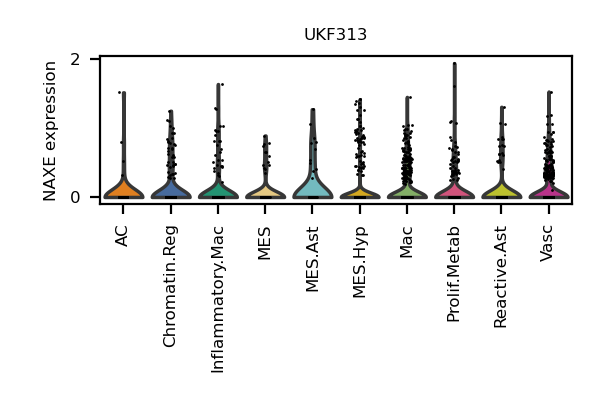 UKF313
NAXE expression
2
0
AC
Chromatin.Reg
Inflammatory.Mac
MES
MES.Ast
MES.Hyp
Mac
Prolif.Metab
Reactive.Ast
Vasc